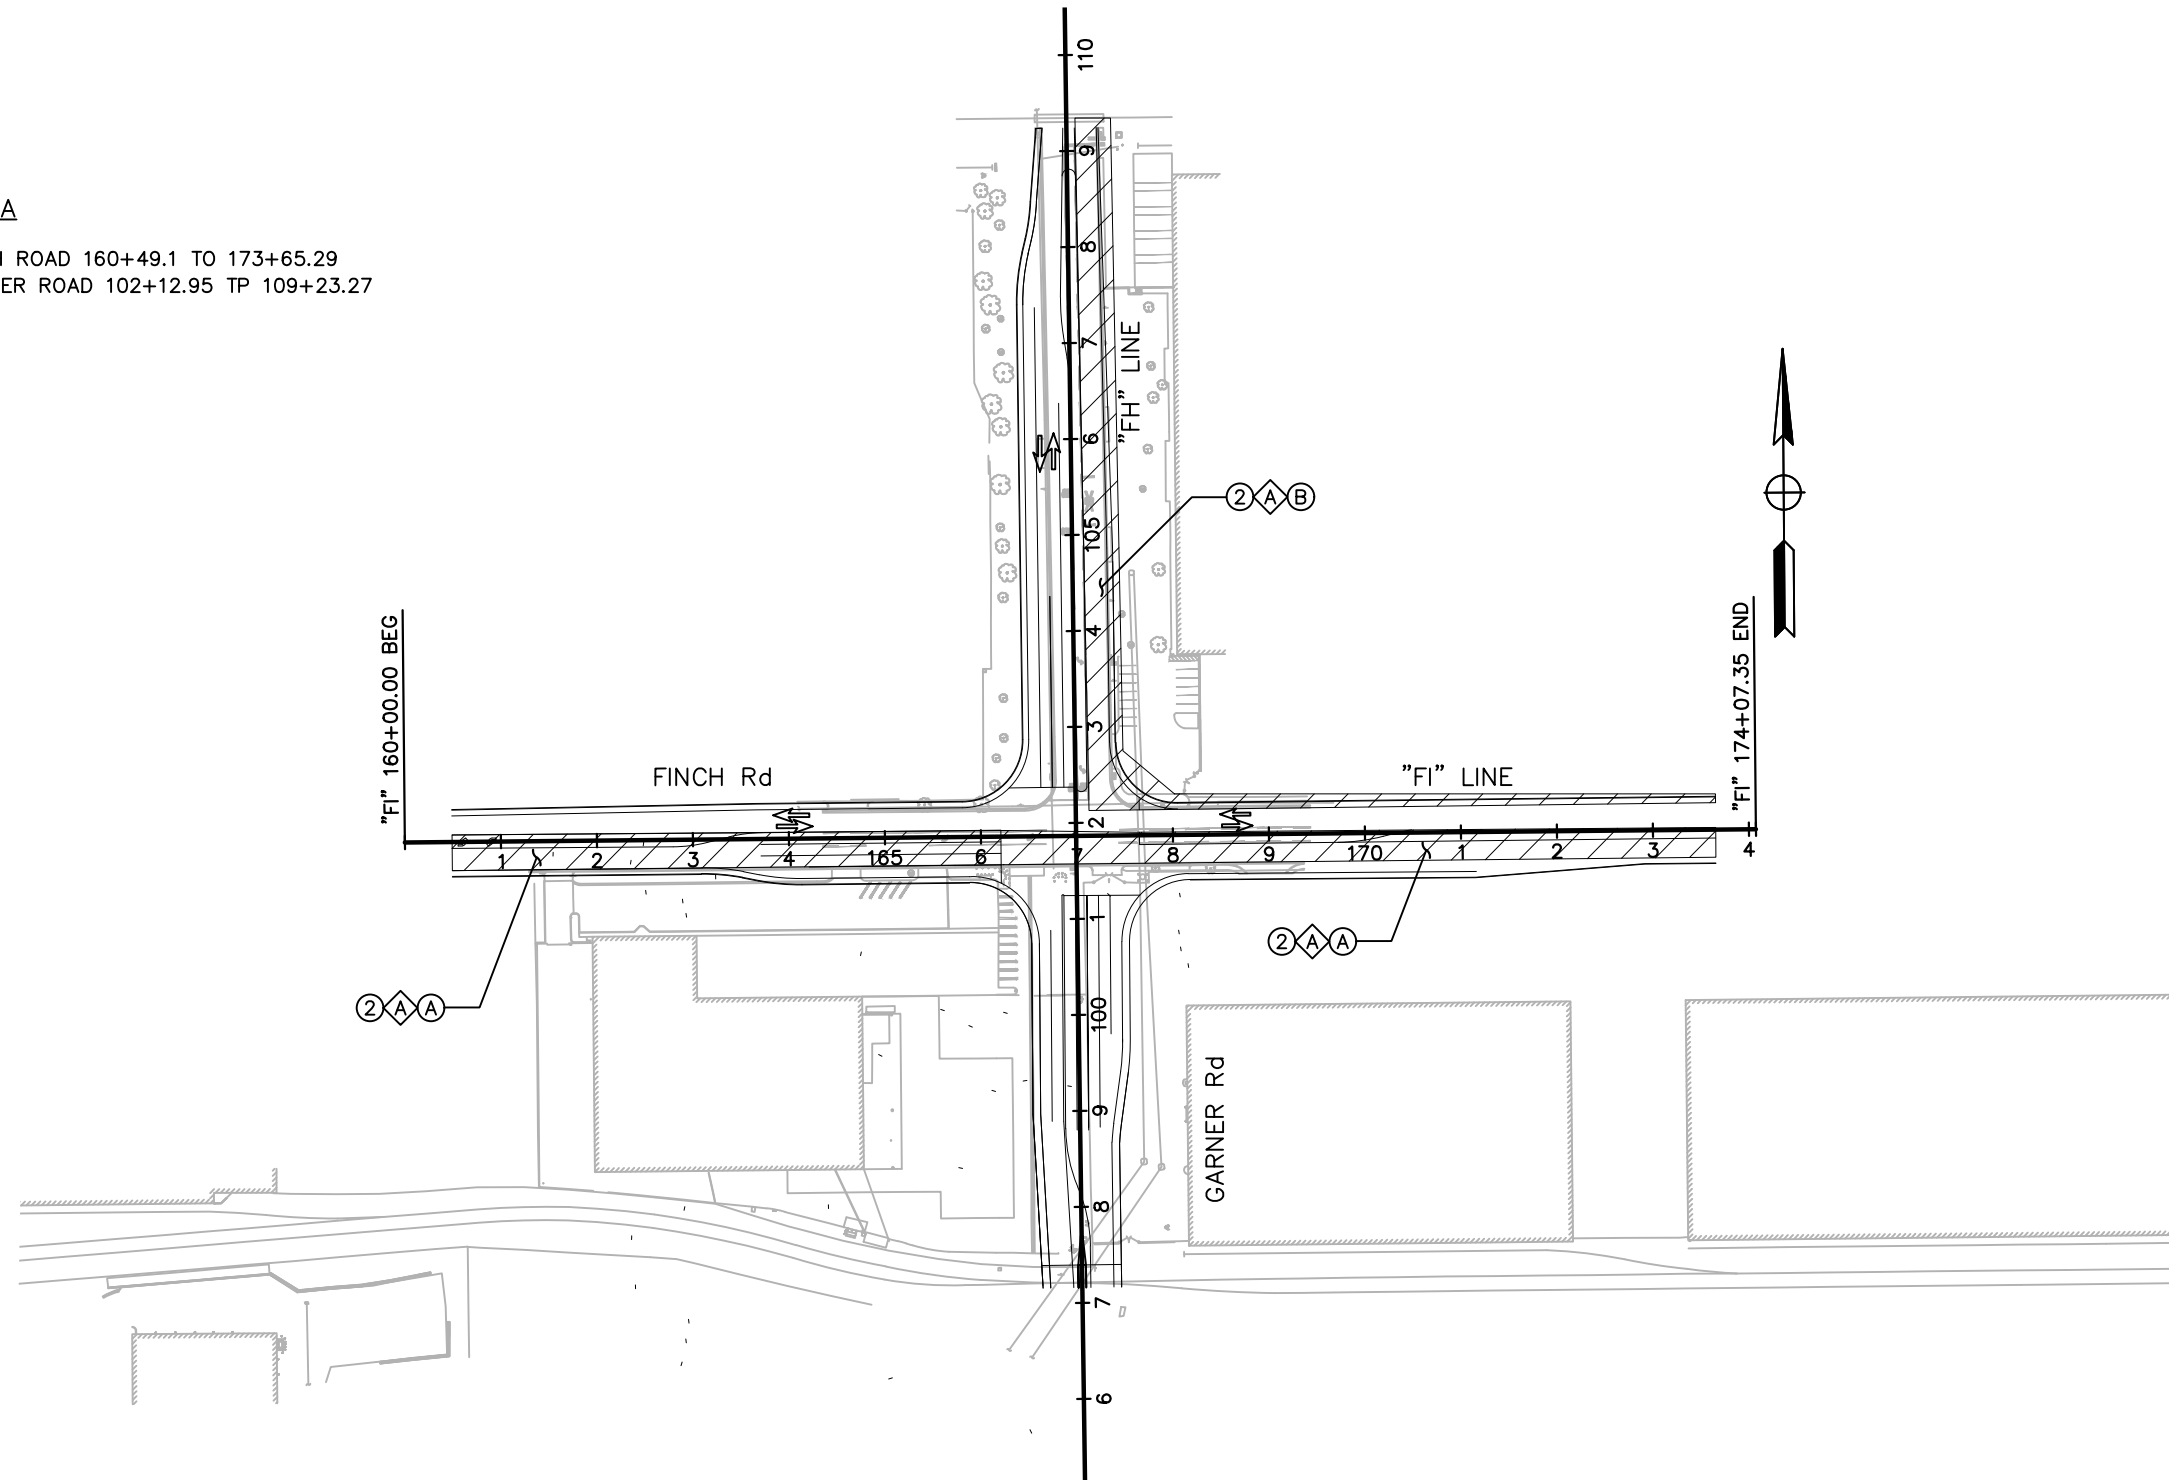 A
ROAD 160+49.1 TO 173+65.29
ER ROAD 102+12.95 TP 109+23.27
110
9
8
7
6
105
4
3
2
1
100
9
8
7
6
"FH" LINE
2 A B
"FI" 160+00.00 BEG
FINCH Rd
"FI" LINE
"FI" 174+07.35 END
1 2 3 4 165 6 7 8 9 170 1 2 3 4
2 A A
2 A A
GARNER Rd